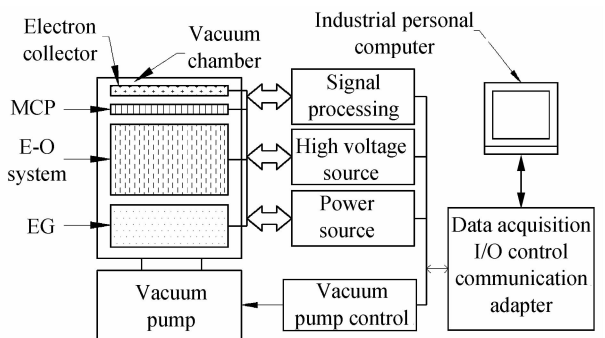 Electron
collector
Vacuum
chamber
MCP
E-O
system
EG
Vacuum
pump
Signal
processing
High voltage
source
Power
source
Vacuum
pump control
Industrial personal
computer
Data acquisition
I/O control
communication
adapter